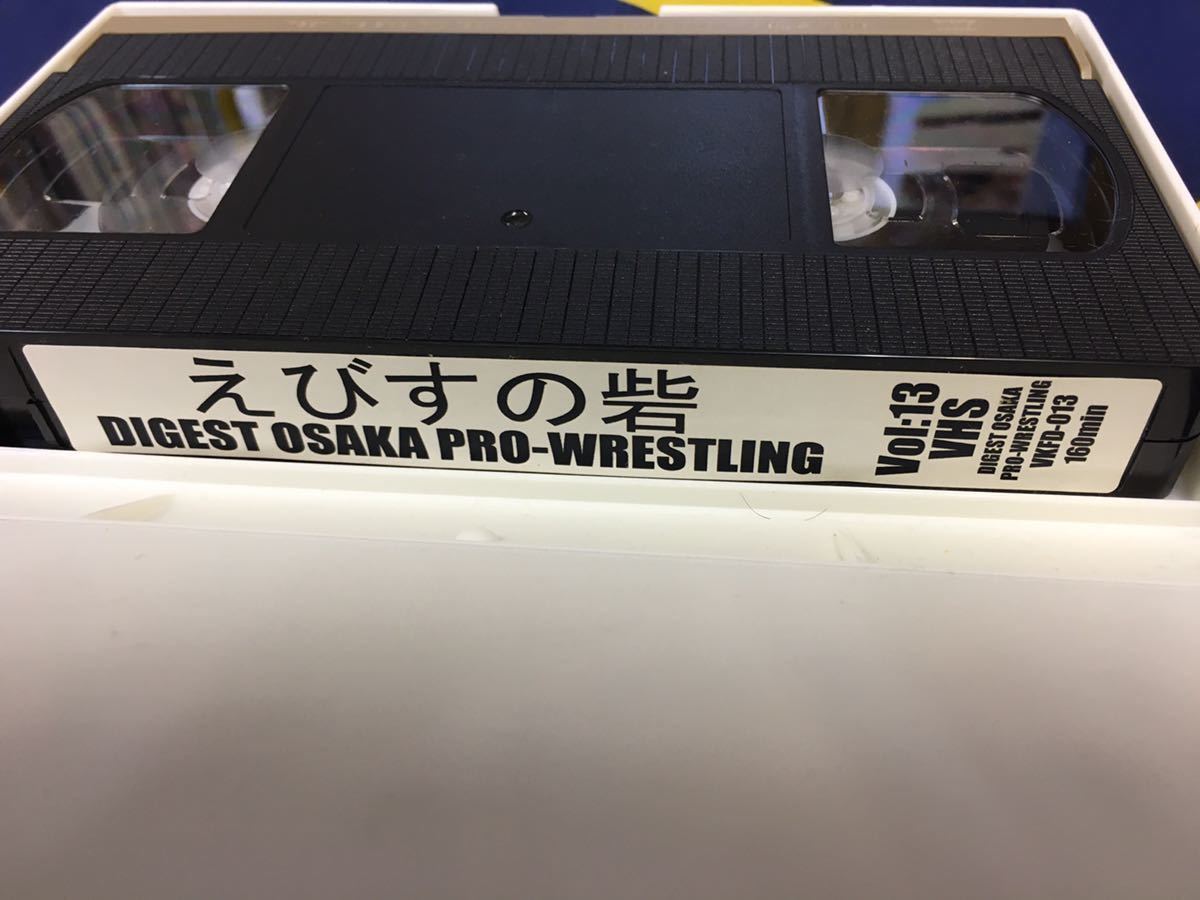 えびすの砦
DIGEST OSAKA PRO-WRESTLING
Vol:13
VHS
DIGEST OSAKA
PRO-WRESTLING
VKFD-013
160min